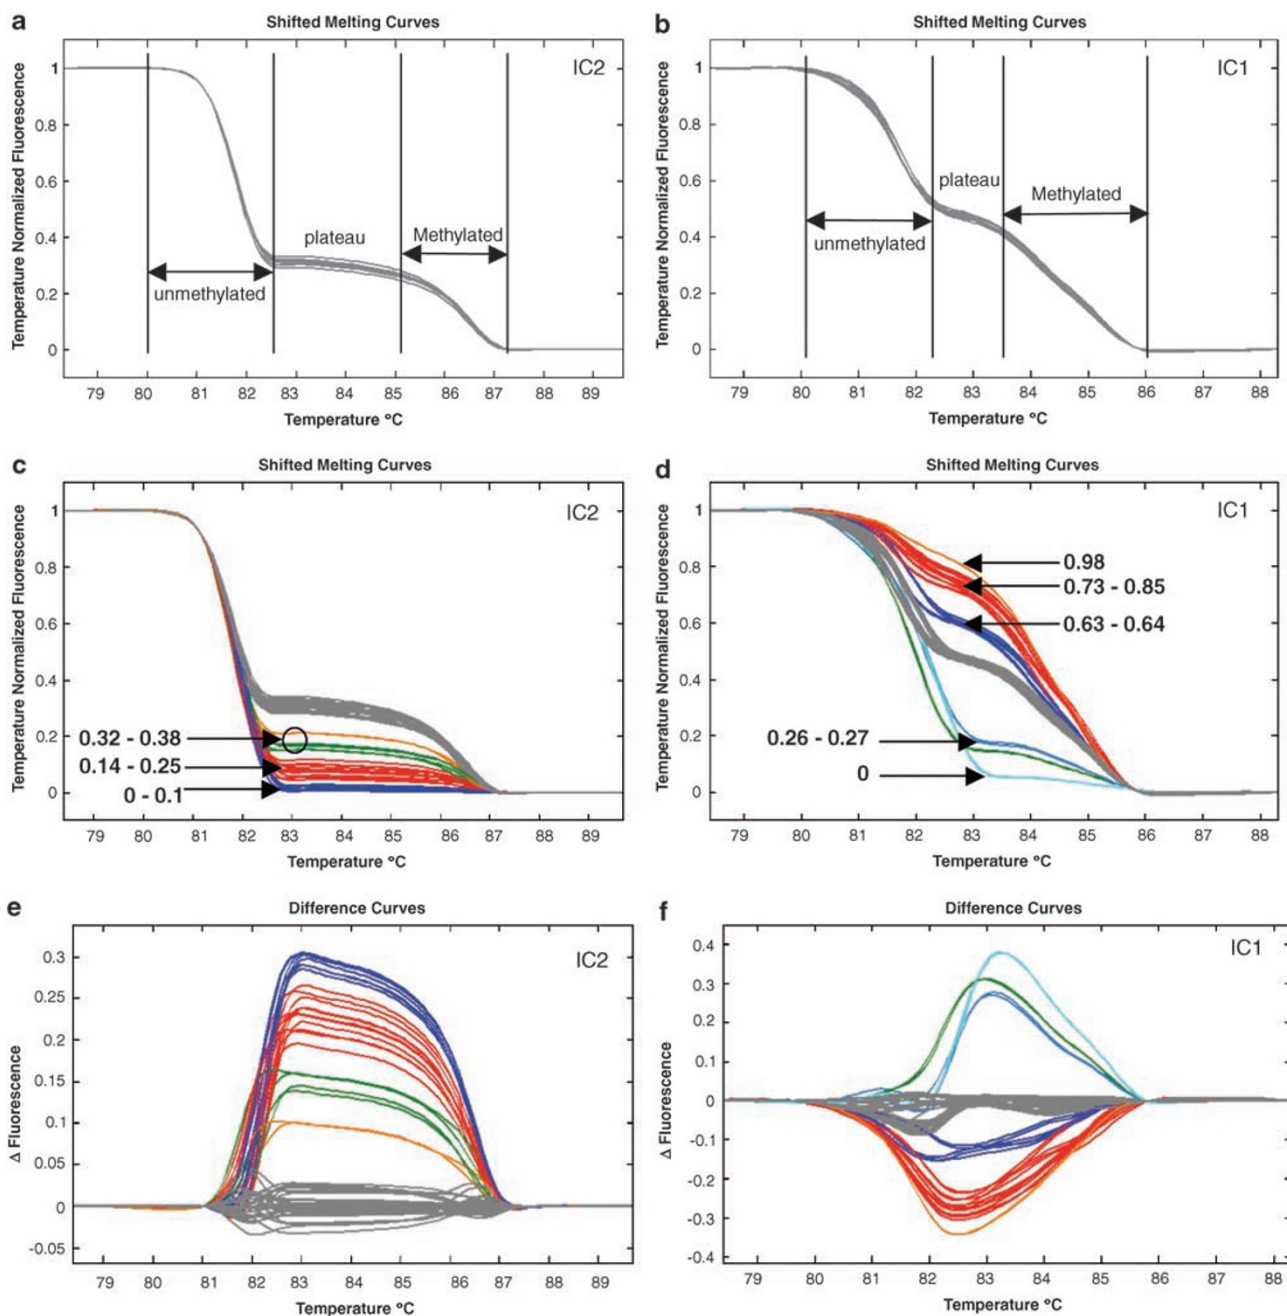 a
Shifted Melting Curves
IC2
Temperature Normalized Fluorescence
1
0.8
0.6
0.4
0.2
0
plateau
Methylated
unmethylated
79 80 81 82 83 84 85 86 87 88 89
Temperature °C
b
Shifted Melting Curves
IC1
Temperature Normalized Fluorescence
1
0.8
0.6
0.4
0.2
0
plateau
Methylated
unmethylated
79 80 81 82 83 84 85 86 87 88
Temperature °C
c
Shifted Melting Curves
IC2
Temperature Normalized Fluorescence
1
0.8
0.6
0.4
0.2
0
0.32 - 0.38
0.14 - 0.25
0 - 0.1
79 80 81 82 83 84 85 86 87 88 89
Temperature °C
d
Shifted Melting Curves
IC1
Temperature Normalized Fluorescence
1
0.8
0.6
0.4
0.2
0
0.98
0.73 - 0.85
0.63 - 0.64
0.26 - 0.27
0
79 80 81 82 83 84 85 86 87 88
Temperature °C
e
Difference Curves
IC2
Δ Fluorescence
0.3
0.25
0.2
0.15
0.1
0.05
0
-0.05
79 80 81 82 83 84 85 86 87 88 89
Temperature °C
f
Difference Curves
IC1
Δ Fluorescence
0.4
0.3
0.2
0.1
0
-0.1
-0.2
-0.3
-0.4
79 80 81 82 83 84 85 86 87 88
Temperature °C